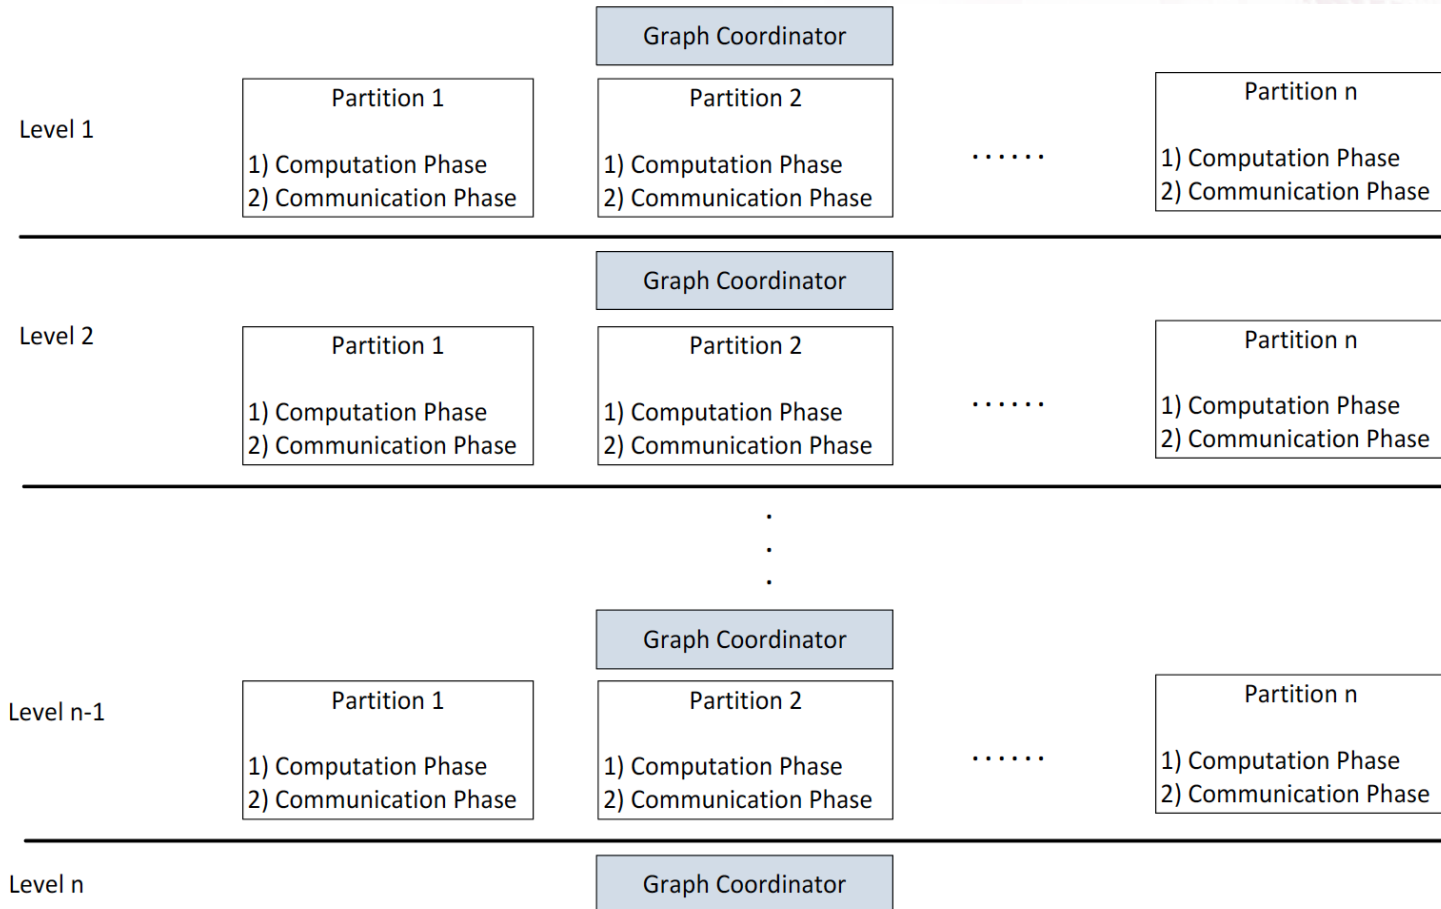 Graph Coordinator
Level 1
Partition 1
1) Computation Phase
2) Communication Phase
Partition 2
1) Computation Phase
2) Communication Phase
......
Partition n
1) Computation Phase
2) Communication Phase
Graph Coordinator
Level 2
Partition 1
1) Computation Phase
2) Communication Phase
Partition 2
1) Computation Phase
2) Communication Phase
......
Partition n
1) Computation Phase
2) Communication Phase
.
.
.
Graph Coordinator
Level n-1
Partition 1
1) Computation Phase
2) Communication Phase
Partition 2
1) Computation Phase
2) Communication Phase
......
Partition n
1) Computation Phase
2) Communication Phase
Level n
Graph Coordinator